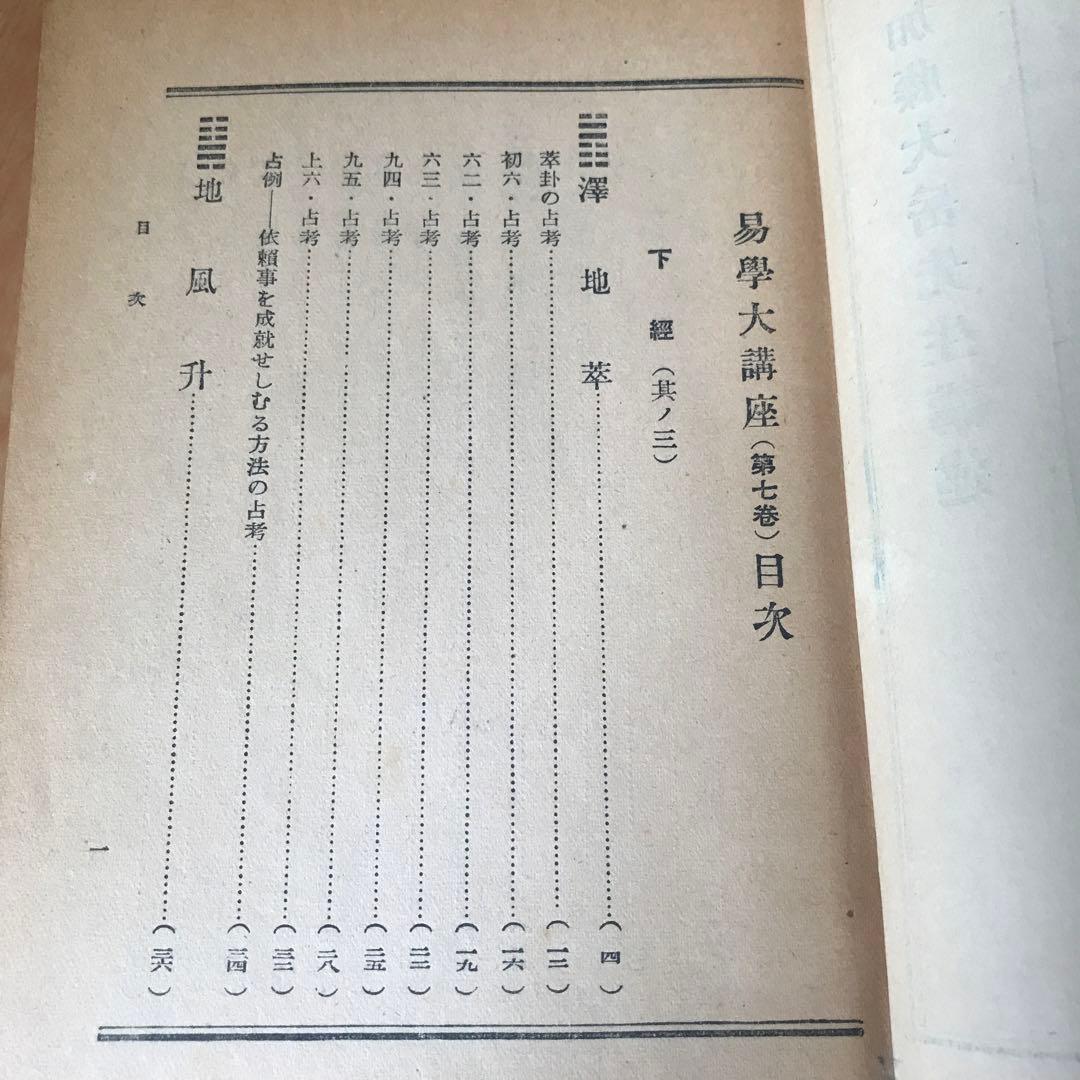 易學大講座（第七卷）目次
下經（其ノ三）
澤地萃……（四）
萃卦の占考……（一二）
初六・占考……（一六）
六二・占考……（一九）
六三・占考……（二二）
九四・占考……（二五）
九五・占考……（二八）
上六・占考……（三二）
占例――依賴事を成就せしむる方法の占考……（三四）
地風升……（三六）
目次
一